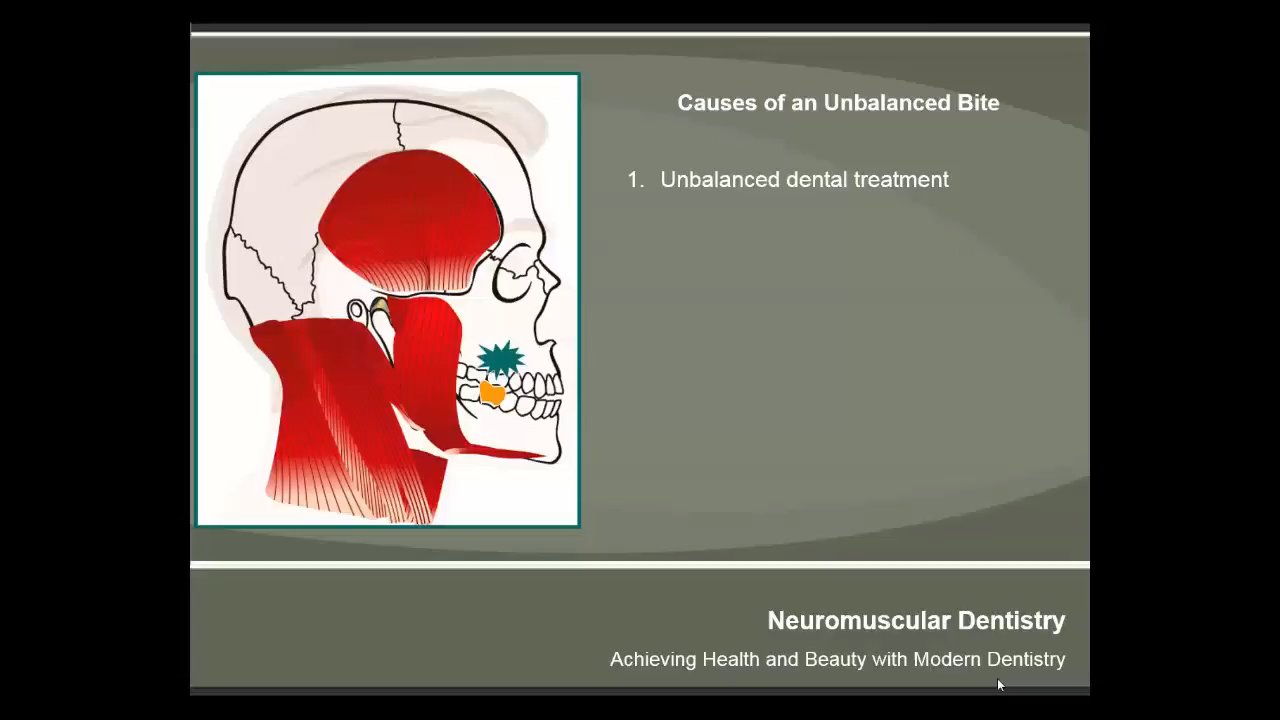 Causes of an Unbalanced Bite
1. Unbalanced dental treatment
Neuromuscular Dentistry
Achieving Health and Beauty with Modern Dentistry